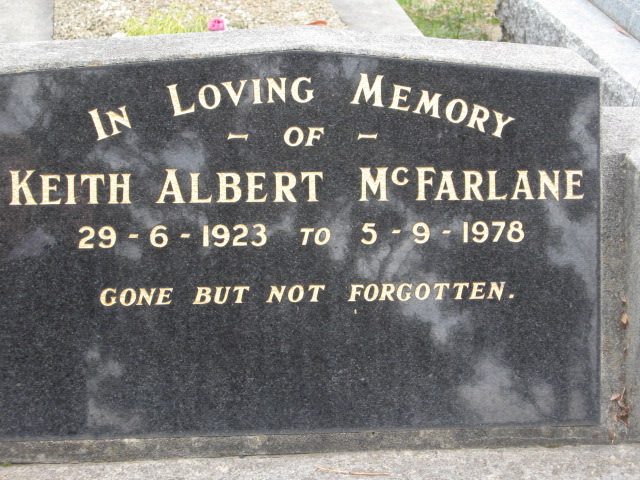 IN LOVING MEMORY
- OF -
KEITH ALBERT McFARLANE
29-6-1923 TO 5-9-1978
GONE BUT NOT FORGOTTEN.